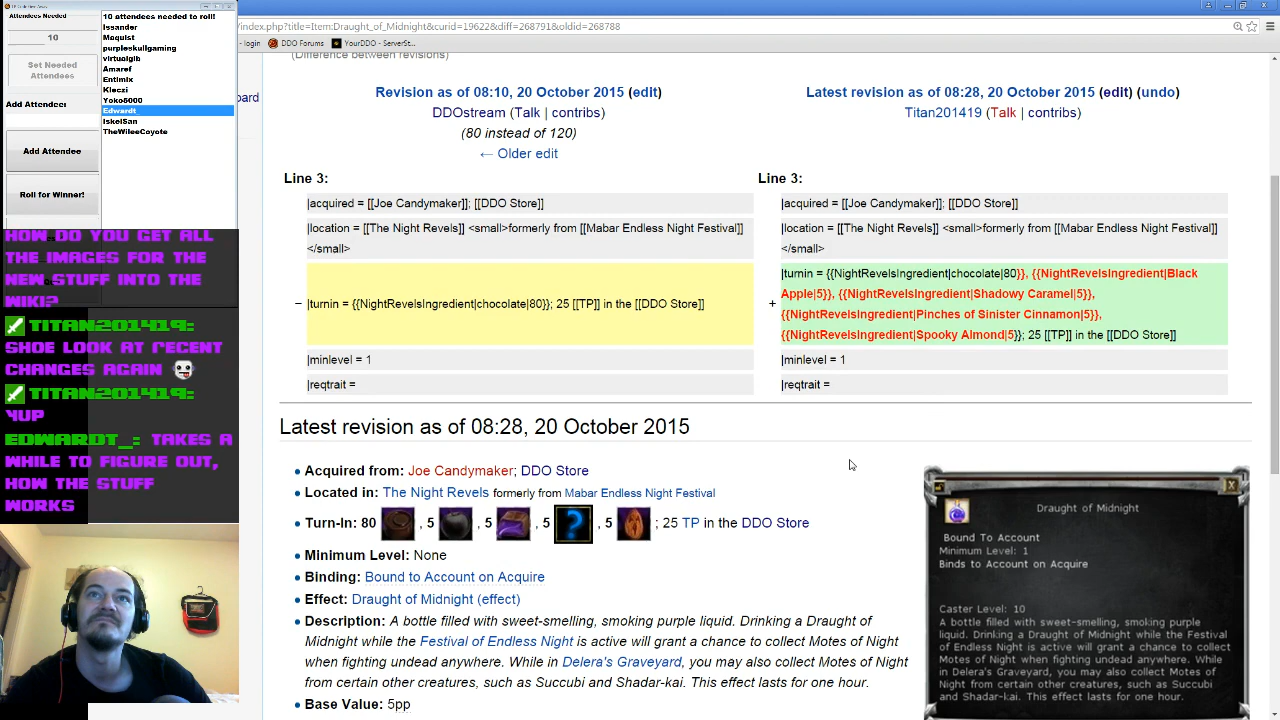 Attendees Needed
10
Set Needed
Attendees
Add Attendee:
Add Attendee
Roll for Winner!
10 attendees needed to roll!
Issander
Maquist
purpleskullgaming
virtualgib
Amaref
Entimix
Kleczi
Yoko5000
Edwardt_
IskelSan
TheWileeCoyote
HOW DO YOU GET ALL
THE IMAGES FOR THE
NEW STUFF INTO THE
WIKI?
TITAN201419:
SHOE LOOK AT RECENT
CHANGES AGAIN
TITAN201419:
YUP
EDWARDT_: TAKES A
WHILE TO FIGURE OUT,
HOW THE STUFF
WORKS
/index.php?title=Item:Draught_of_Midnight&curid=19622&diff=268791&oldid=268788
- login DDO Forums YourDDO - ServerSt...
(Difference between revisions)
oard
Revision as of 08:10, 20 October 2015 (edit)
DDOstream (Talk | contribs)
(80 instead of 120)
← Older edit
Latest revision as of 08:28, 20 October 2015 (edit) (undo)
Titan201419 (Talk | contribs)
Line 3:
|acquired = [[Joe Candymaker]]; [[DDO Store]]
|location = [[The Night Revels]] <small>formerly from [[Mabar Endless Night Festival]]
</small>
− |turnin = {{NightRevelsIngredient|chocolate|80}}; 25 [[TP]] in the [[DDO Store]]
|minlevel = 1
|reqtrait =
Line 3:
|acquired = [[Joe Candymaker]]; [[DDO Store]]
|location = [[The Night Revels]] <small>formerly from [[Mabar Endless Night Festival]]
</small>
|turnin = {{NightRevelsIngredient|chocolate|80}}, {{NightRevelsIngredient|Black
Apple|5}}, {{NightRevelsIngredient|Shadowy Caramel|5}},
+ {{NightRevelsIngredient|Pinches of Sinister Cinnamon|5}},
{{NightRevelsIngredient|Spooky Almond|5}}; 25 [[TP]] in the [[DDO Store]]
|minlevel = 1
|reqtrait =
Latest revision as of 08:28, 20 October 2015
• Acquired from: Joe Candymaker; DDO Store
• Located in: The Night Revels formerly from Mabar Endless Night Festival
• Turn-In: 80 , 5 , 5 , 5 ? , 5 ; 25 TP in the DDO Store
• Minimum Level: None
• Binding: Bound to Account on Acquire
• Effect: Draught of Midnight (effect)
• Description: A bottle filled with sweet-smelling, smoking purple liquid. Drinking a Draught of
Midnight while the Festival of Endless Night is active will grant a chance to collect Motes of Night
when fighting undead anywhere. While in Delera's Graveyard, you may also collect Motes of Night
from certain other creatures, such as Succubi and Shadar-kai. This effect lasts for one hour.
• Base Value: 5pp
Draught of Midnight
Bound To Account
Minimum Level: 1
Binds to Account on Acquire
Caster Level: 10
A bottle filled with sweet-smelling, smoking purple
liquid. Drinking a Draught of Midnight while the Festival
of Endless Night is active will grant a chance to collect
Motes of Night when fighting undead anywhere. While
in Delera's Graveyard, you may also collect Motes of
Night from certain other creatures, such as Succubi
and Shadar-kai. This effect lasts for one hour.